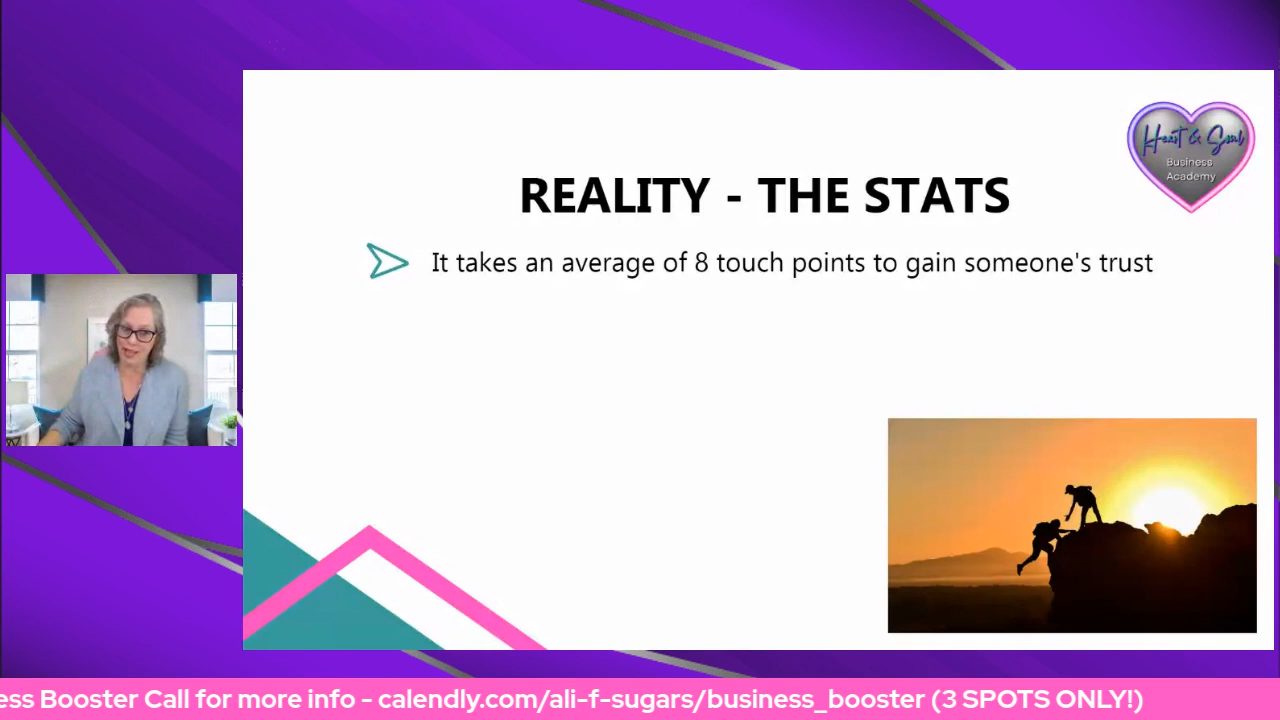 Heart & Soul
Business
Academy
REALITY - THE STATS
It takes an average of 8 touch points to gain someone's trust
ess Booster Call for more info - calendly.com/ali-f-sugars/business_booster (3 SPOTS ONLY!)